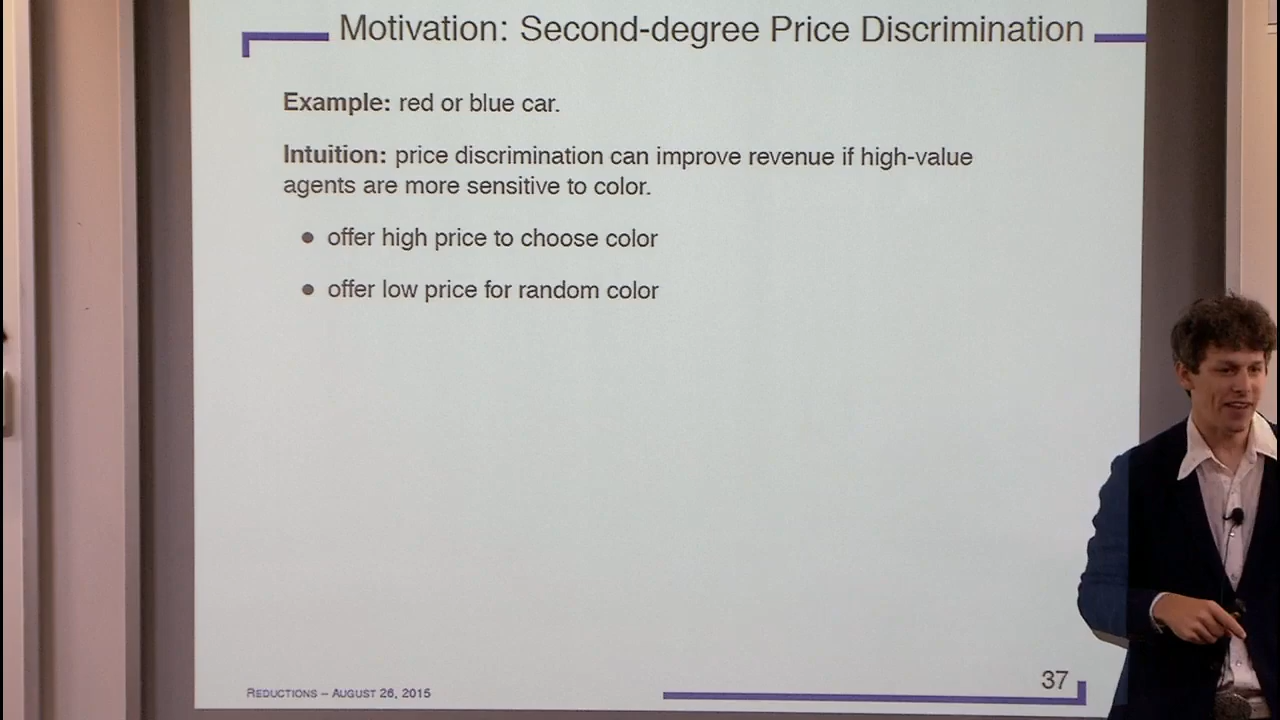 Motivation: Second-degree Price Discrimination
Example: red or blue car.
Intuition: price discrimination can improve revenue if high-value
agents are more sensitive to color.
● offer high price to choose color
● offer low price for random color
REDUCTIONS – AUGUST 26, 2015
37